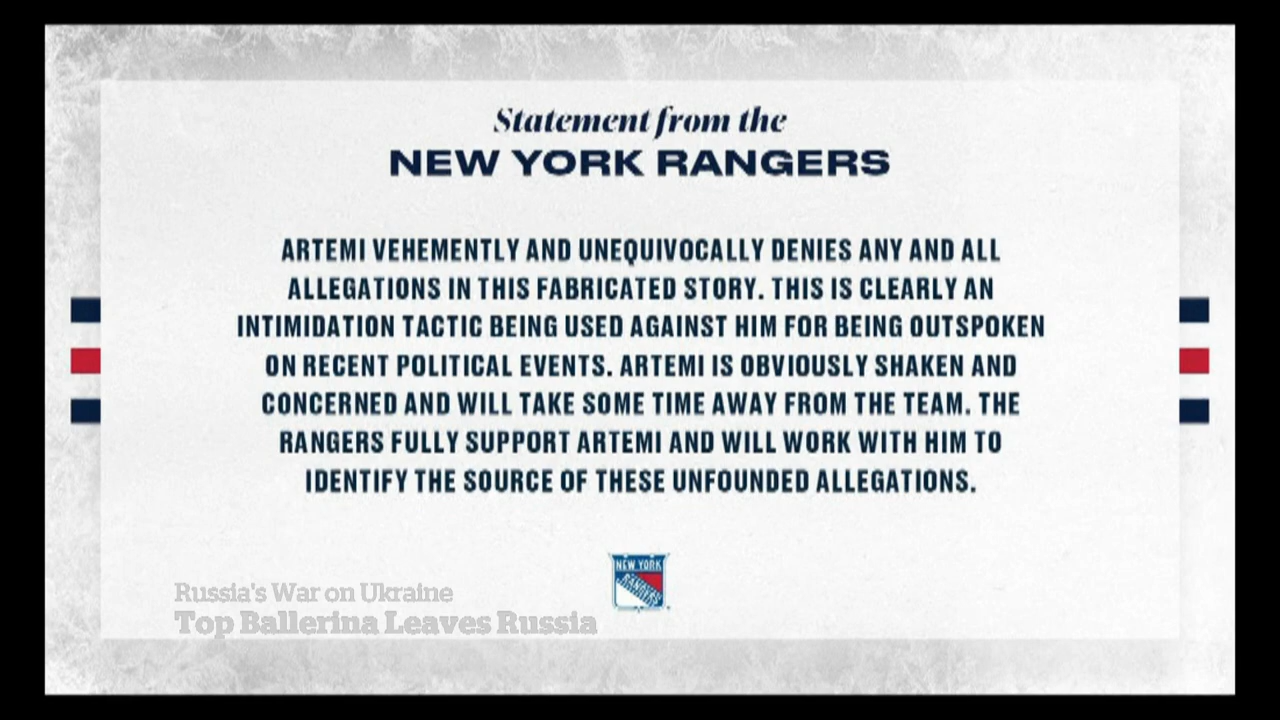 Statement from the
NEW YORK RANGERS
ARTEMI VEHEMENTLY AND UNEQUIVOCALLY DENIES ANY AND ALL
ALLEGATIONS IN THIS FABRICATED STORY. THIS IS CLEARLY AN
INTIMIDATION TACTIC BEING USED AGAINST HIM FOR BEING OUTSPOKEN
ON RECENT POLITICAL EVENTS. ARTEMI IS OBVIOUSLY SHAKEN AND
CONCERNED AND WILL TAKE SOME TIME AWAY FROM THE TEAM. THE
RANGERS FULLY SUPPORT ARTEMI AND WILL WORK WITH HIM TO
IDENTIFY THE SOURCE OF THESE UNFOUNDED ALLEGATIONS.
NEW YORK
RANGERS
Russia's War on Ukraine
Top Ballerina Leaves Russia